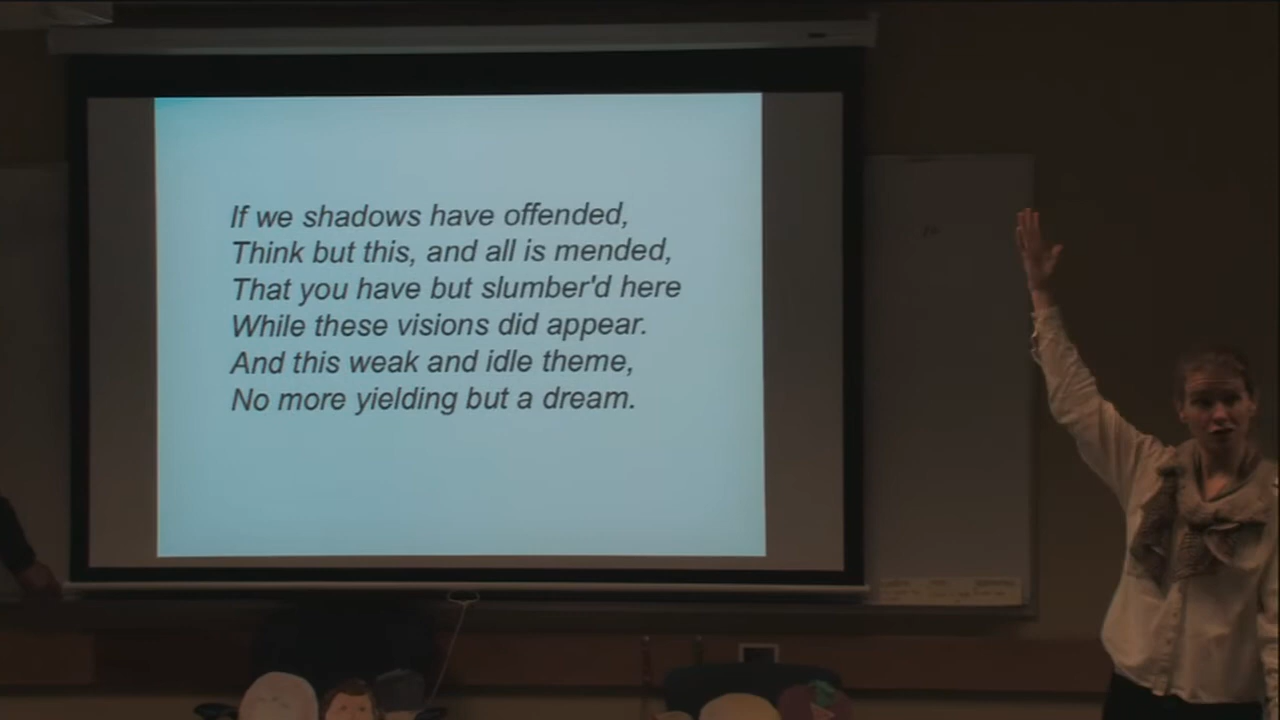 If we shadows have offended,
Think but this, and all is mended,
That you have but slumber'd here
While these visions did appear.
And this weak and idle theme,
No more yielding but a dream.